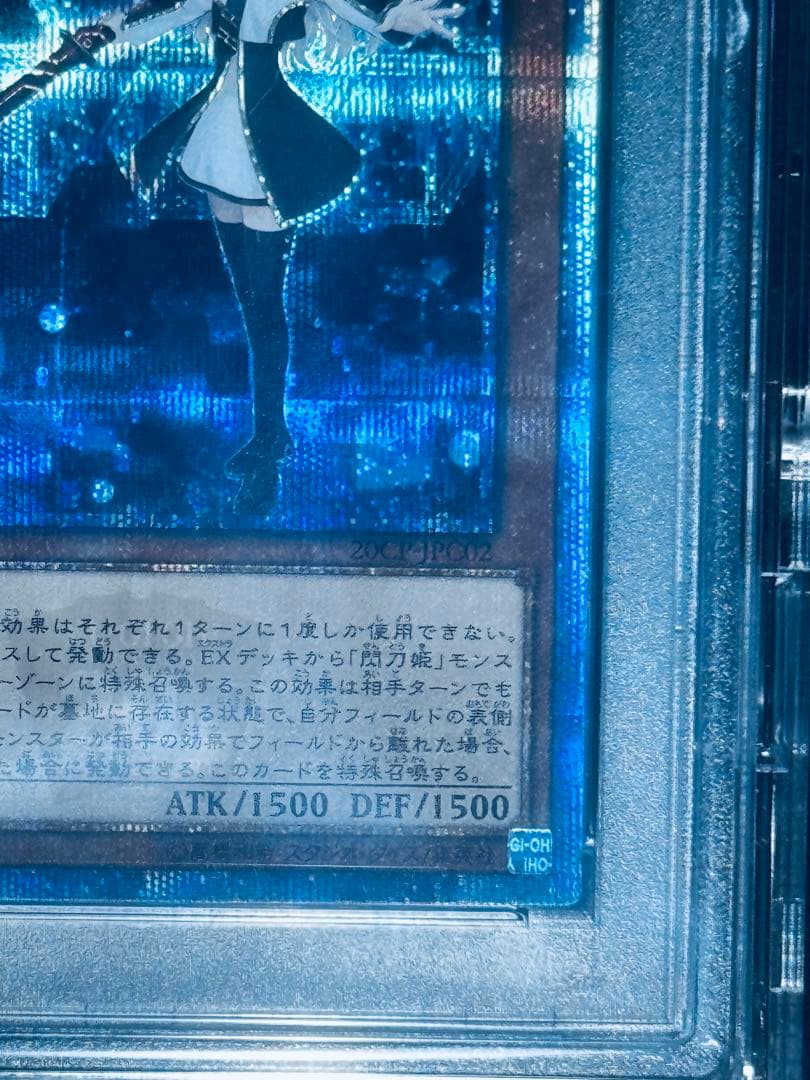 20CP-JPC02
効果はそれぞれ1ターンに1度しか使用できない。
スして発動できる。EXデッキから「閃刀姫」モンス
ーゾーンに特殊召喚する。この効果は相手ターンでも
ードが墓地に存在する状態で、自分フィールドの表側
モンスターが相手の効果でフィールドから離れた場合、
た場合に発動できる。このカードを特殊召喚する。
ATK/1500 DEF/1500
GI-OH
IHO